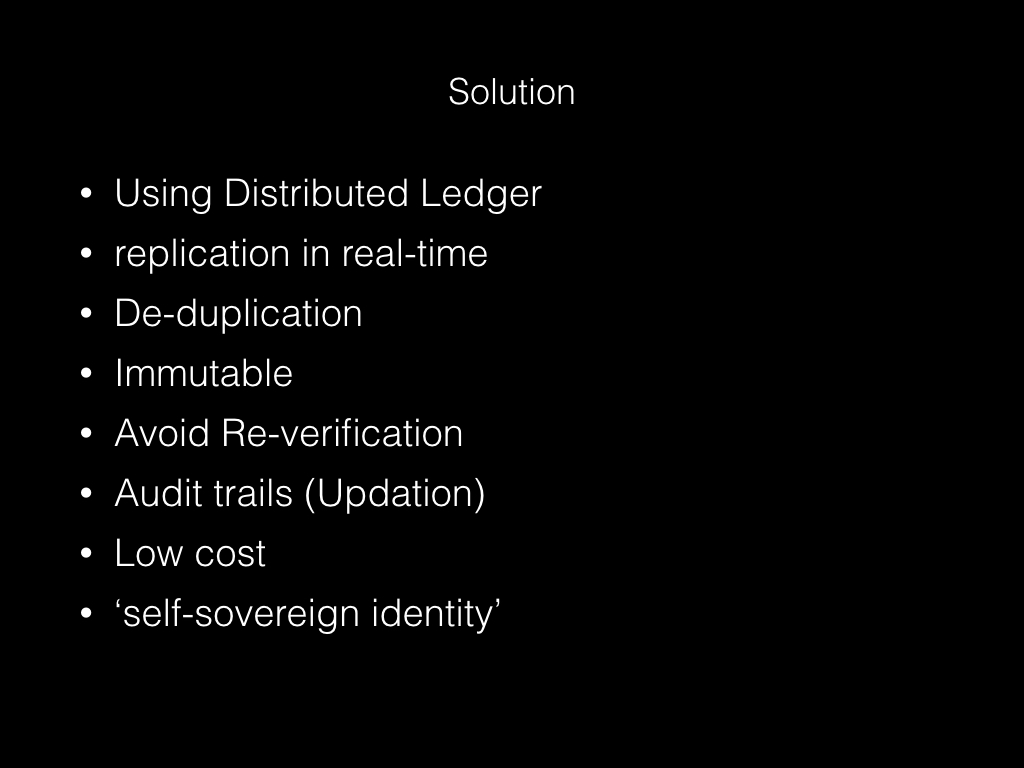 Solution
• Using Distributed Ledger
• replication in real-time
• De-duplication
• Immutable
• Avoid Re-verification
• Audit trails (Updation)
• Low cost
• ‘self-sovereign identity’